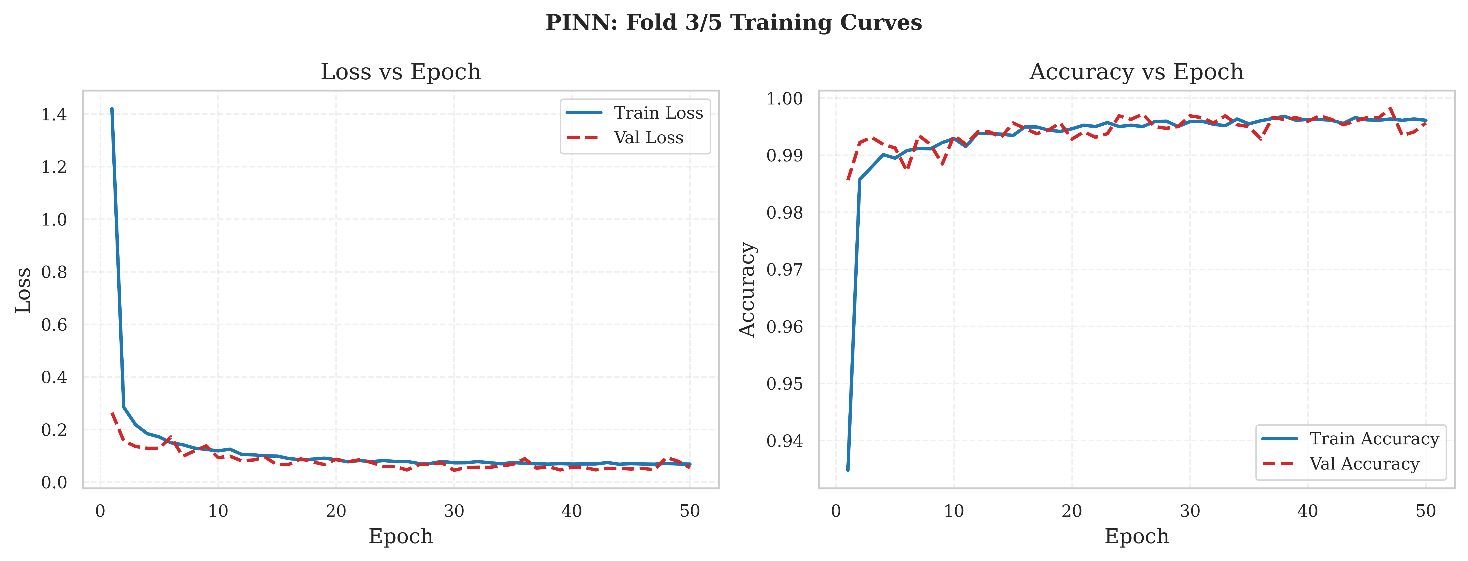 PINN: Fold 3/5 Training Curves
Loss vs Epoch
1.4
1.2
1.0
0.8
0.6
0.4
0.2
0.0
0
10
20
30
40
50
Loss
Epoch
Train Loss
Val Loss
Accuracy vs Epoch
1.00
0.99
0.98
0.97
0.96
0.95
0.94
0
10
20
30
40
50
Accuracy
Epoch
Train Accuracy
Val Accuracy